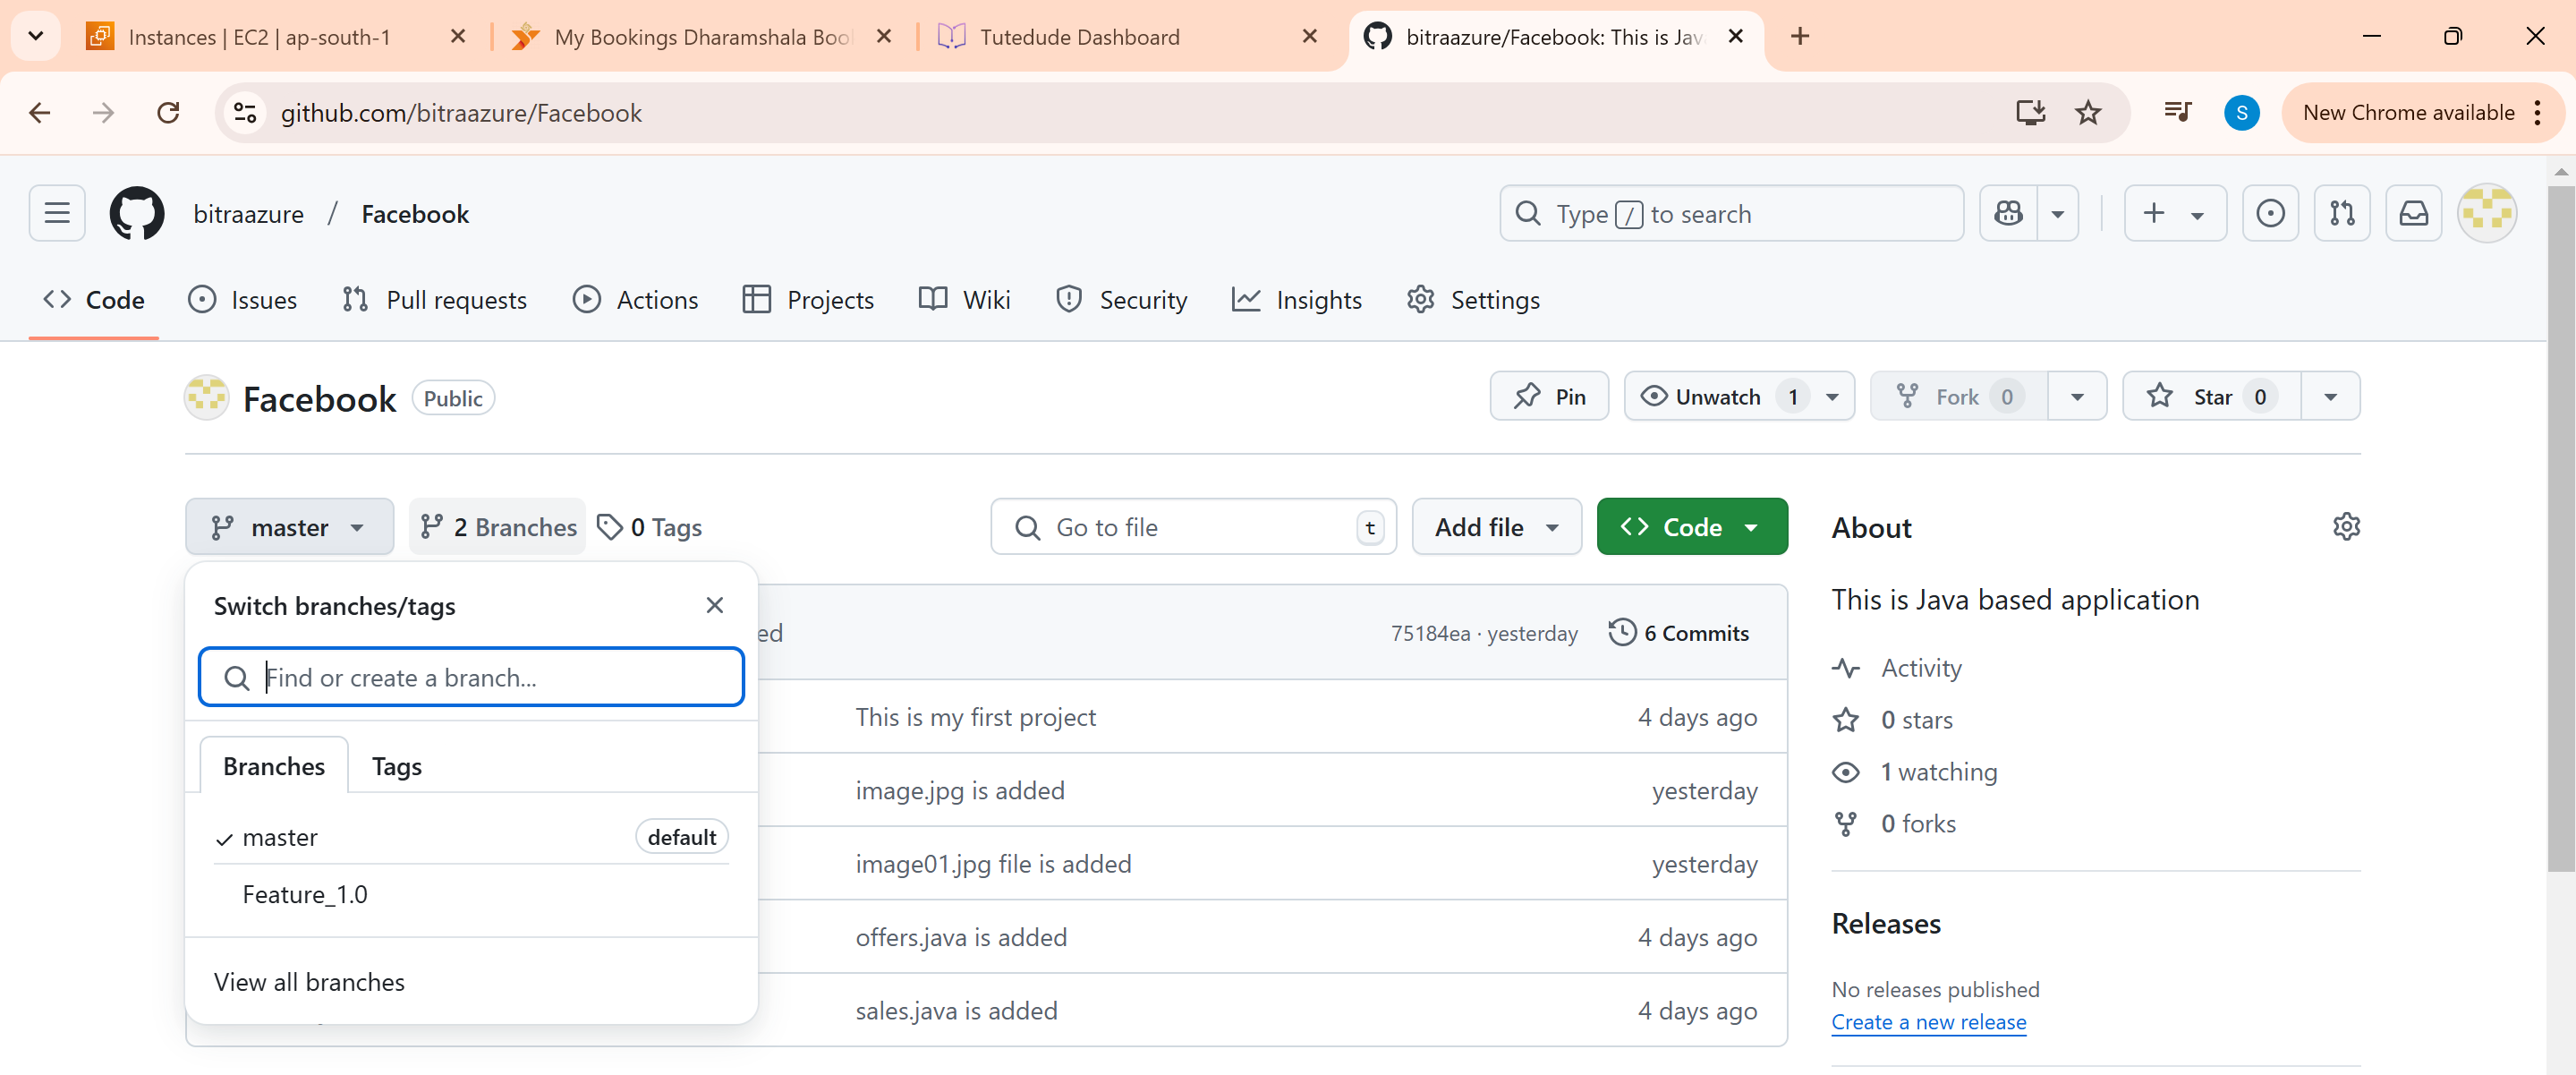 Instances | EC2 | ap-south-1
My Bookings Dharamshala Boo
Tutedude Dashboard
bitraazure/Facebook: This is Jav
github.com/bitraazure/Facebook
S
New Chrome available
bitraazure / Facebook
Type / to search
Code
Issues
Pull requests
Actions
Projects
Wiki
Security
Insights
Settings
Facebook Public
Pin
Unwatch 1
Fork 0
Star 0
master
2 Branches
0 Tags
Go to file t
Add file
Code
Switch branches/tags
Find or create a branch...
Branches
Tags
master default
Feature_1.0
View all branches
ed
75184ea · yesterday
6 Commits
This is my first project 4 days ago
image.jpg is added yesterday
image01.jpg file is added yesterday
offers.java is added 4 days ago
sales.java is added 4 days ago
About
This is Java based application
Activity
0 stars
1 watching
0 forks
Releases
No releases published
Create a new release